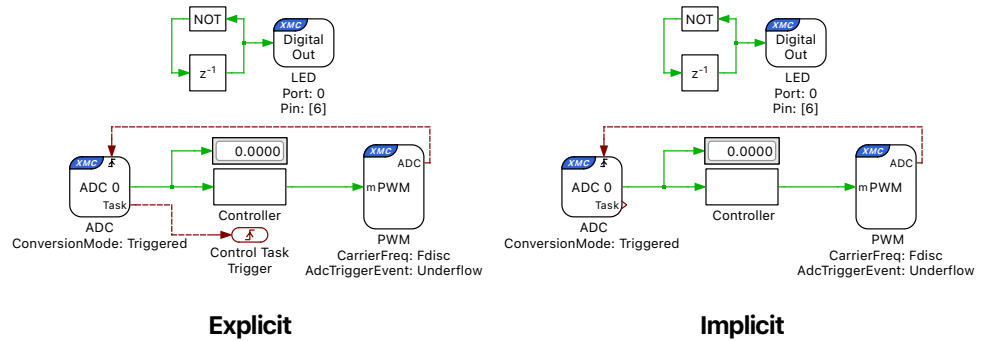 NOT
XMC
Digital
Out
z-1
LED
Port: 0
Pin: [6]
XMC
ADC 0
Task
ADC
ConversionMode: Triggered
0.0000
Controller
Control Task
Trigger
XMC
ADC
m PWM
PWM
CarrierFreq: Fdisc
AdcTriggerEvent: Underflow
Explicit
NOT
XMC
Digital
Out
z-1
LED
Port: 0
Pin: [6]
XMC
ADC 0
Task
ADC
ConversionMode: Triggered
0.0000
Controller
XMC
ADC
m PWM
PWM
CarrierFreq: Fdisc
AdcTriggerEvent: Underflow
Implicit